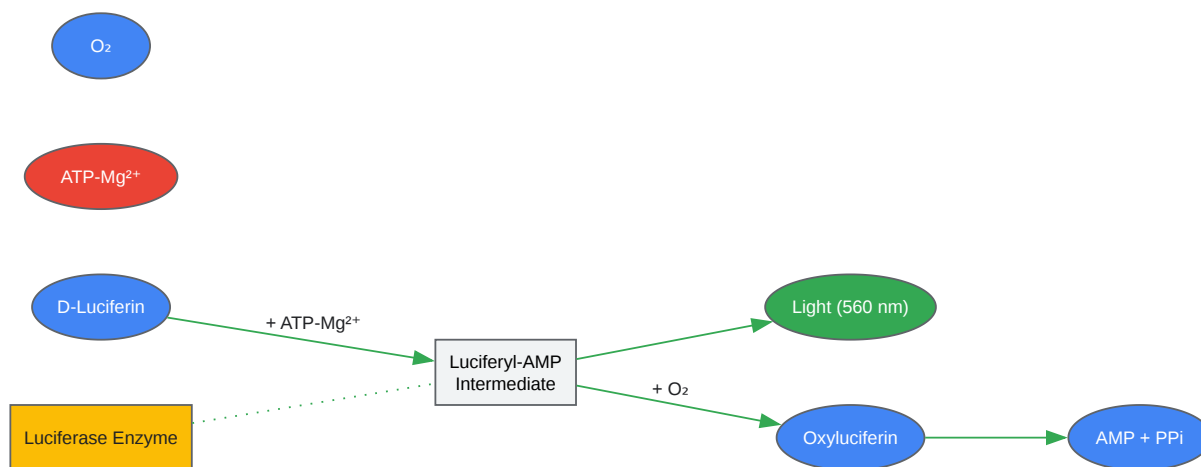 O₂
ATP-Mg²⁺
D-Luciferin
+ ATP-Mg²⁺
Light (560 nm)
Luciferyl-AMP
Intermediate
+ O₂
Luciferase Enzyme
Oxyluciferin
AMP + PPi